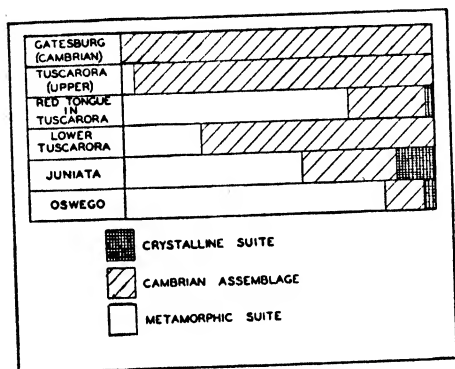 GATESBURG
(CAMBRIAN)
TUSCARORA
(UPPER)
RED TONGUE
IN
TUSCARORA
LOWER
TUSCARORA
JUNIATA
OSWEGO
CRYSTALLINE SUITE
CAMBRIAN ASSEMBLAGE
METAMORPHIC SUITE